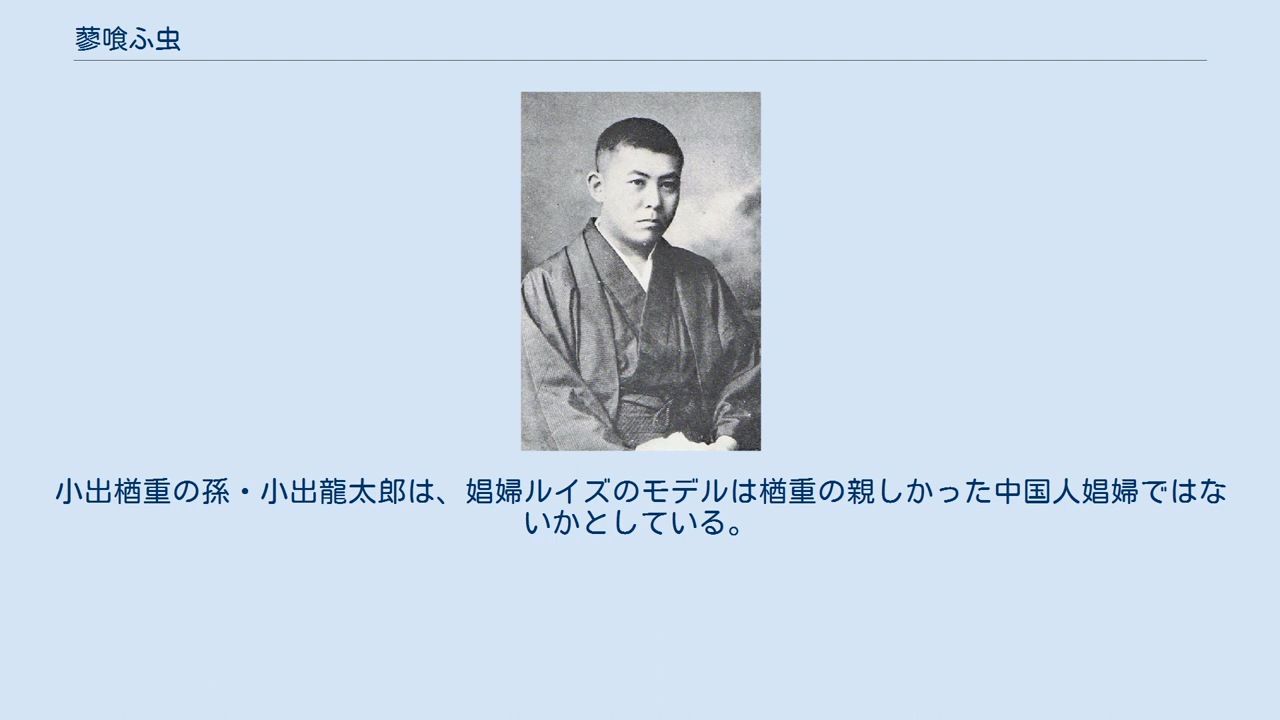 蓼喰ふ虫
小出楢重の孫・小出龍太郎は、娼婦ルイズのモデルは楢重の親しかった中国人娼婦ではな
いかとしている。